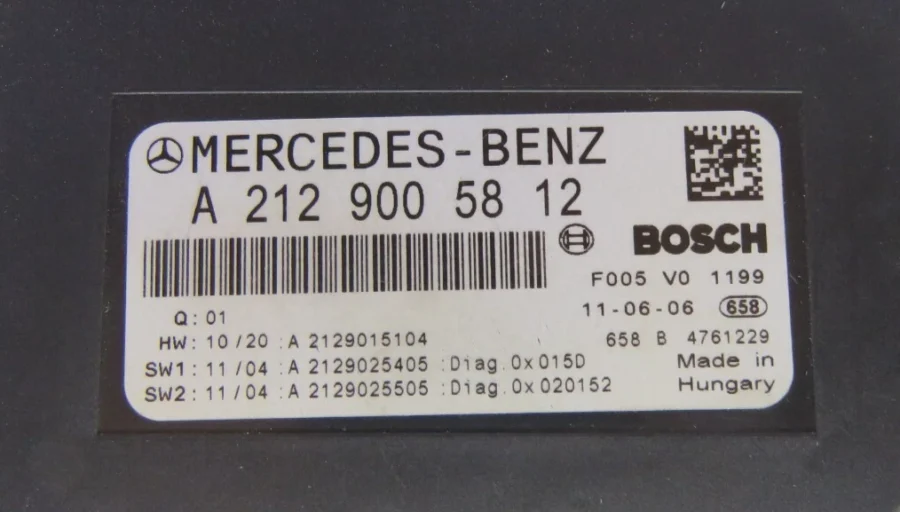 MERCEDES-BENZ
A 212 900 58 12
BOSCH
F005 V0 1199
11-06-06 658
Q: 01
HW: 10/20 :A 2129015104
658 B 4761229
SW1: 11/04 :A 2129025405 :Diag.0x015D
Made in
SW2: 11/04 :A 2129025505 :Diag.0x020152
Hungary